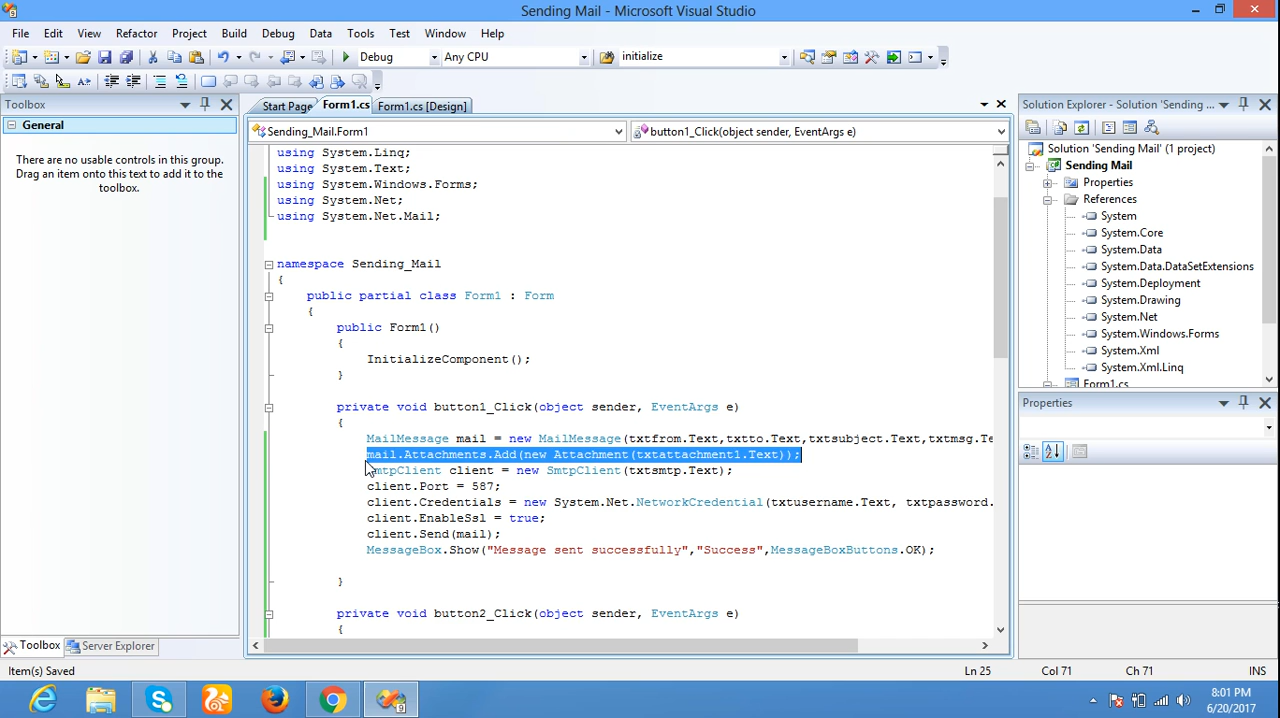 Sending Mail - Microsoft Visual Studio
File Edit View Refactor Project Build Debug Data Tools Test Window Help
Debug Any CPU initialize
Toolbox
General
There are no usable controls in this group.
Drag an item onto this text to add it to the
toolbox.
Toolbox Server Explorer
Start Page Form1.cs Form1.cs [Design]
Sending_Mail.Form1 button1_Click(object sender, EventArgs e)
using System.Linq;
using System.Text;
using System.Windows.Forms;
using System.Net;
using System.Net.Mail;
namespace Sending_Mail
{
public partial class Form1 : Form
{
public Form1()
{
InitializeComponent();
}
private void button1_Click(object sender, EventArgs e)
{
MailMessage mail = new MailMessage(txtfrom.Text,txtto.Text,txtsubject.Text,txtmsg.Te
mail.Attachments.Add(new Attachment(txtattachment1.Text));
SmtpClient client = new SmtpClient(txtsmtp.Text);
client.Port = 587;
client.Credentials = new System.Net.NetworkCredential(txtusername.Text, txtpassword.
client.EnableSsl = true;
client.Send(mail);
MessageBox.Show("Message sent successfully","Success",MessageBoxButtons.OK);
}
private void button2_Click(object sender, EventArgs e)
{
Solution Explorer - Solution 'Sending ...
Solution 'Sending Mail' (1 project)
Sending Mail
Properties
References
System
System.Core
System.Data
System.Data.DataSetExtensions
System.Deployment
System.Drawing
System.Net
System.Windows.Forms
System.Xml
System.Xml.Linq
Form1.cs
Properties
Item(s) Saved Ln 25 Col 71 Ch 71 INS
8:01 PM
6/20/2017